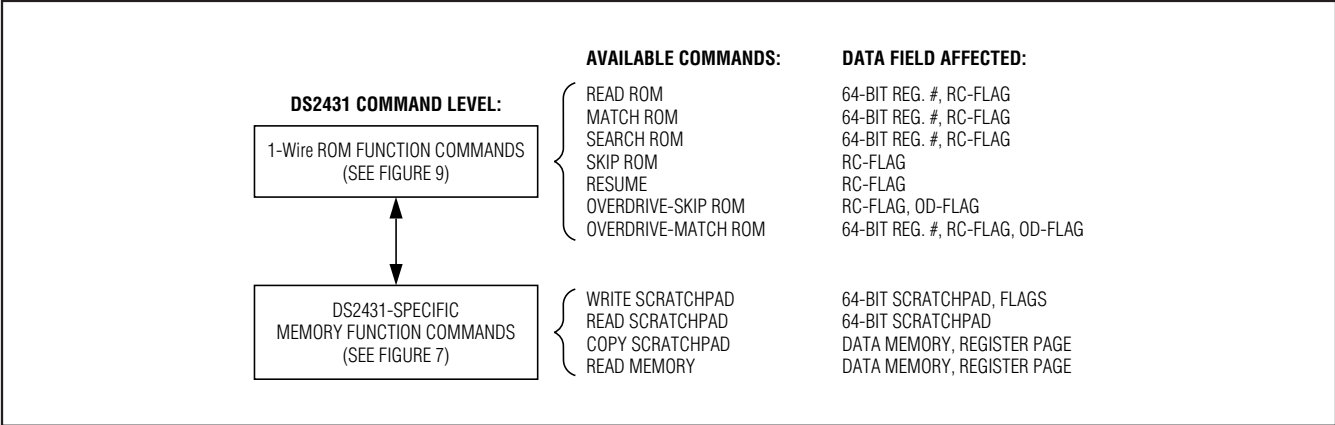 AVAILABLE COMMANDS: DATA FIELD AFFECTED:
DS2431 COMMAND LEVEL:
1-Wire ROM FUNCTION COMMANDS
(SEE FIGURE 9)
READ ROM 64-BIT REG. #, RC-FLAG
MATCH ROM 64-BIT REG. #, RC-FLAG
SEARCH ROM 64-BIT REG. #, RC-FLAG
SKIP ROM RC-FLAG
RESUME RC-FLAG
OVERDRIVE-SKIP ROM RC-FLAG, OD-FLAG
OVERDRIVE-MATCH ROM 64-BIT REG. #, RC-FLAG, OD-FLAG
DS2431-SPECIFIC
MEMORY FUNCTION COMMANDS
(SEE FIGURE 7)
WRITE SCRATCHPAD 64-BIT SCRATCHPAD, FLAGS
READ SCRATCHPAD 64-BIT SCRATCHPAD
COPY SCRATCHPAD DATA MEMORY, REGISTER PAGE
READ MEMORY DATA MEMORY, REGISTER PAGE